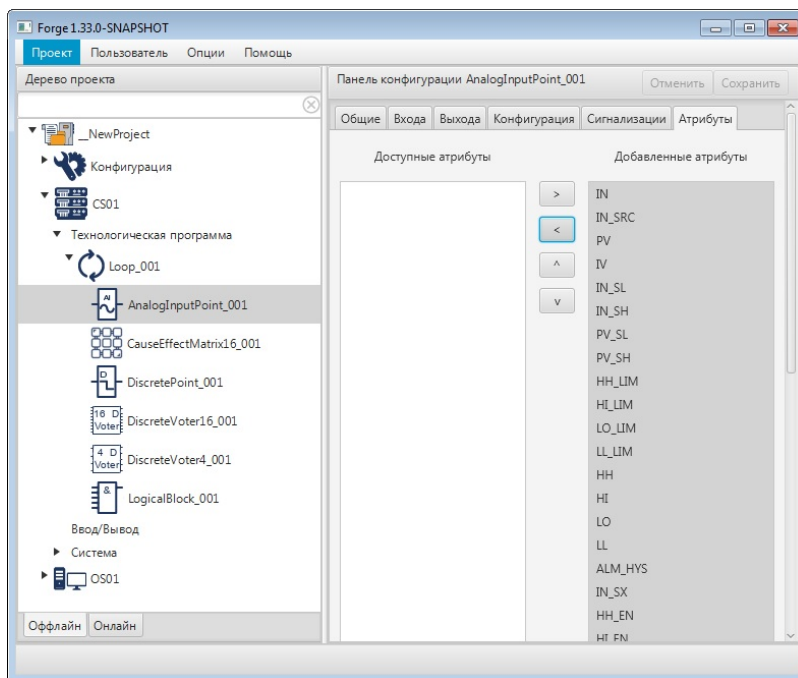 Forge 1.33.0-SNAPSHOT
Проект Пользователь Опции Помощь
Дерево проекта
_NewProject
Конфигурация
CS01
Технологическая программа
Loop_001
AI
AnalogInputPoint_001
CauseEffectMatrix16_001
D
DiscretePoint_001
16 D
Voter
DiscreteVoter16_001
4 D
Voter
DiscreteVoter4_001
&
LogicalBlock_001
Ввод/Вывод
Система
OS01
Оффлайн Онлайн
Панель конфигурации AnalogInputPoint_001
Отменить Сохранить
Общие Входа Выхода Конфигурация Сигнализации Атрибуты
Доступные атрибуты
Добавленные атрибуты
>
<
^
v
IN
IN_SRC
PV
IV
IN_SL
IN_SH
PV_SL
PV_SH
HH_LIM
HI_LIM
LO_LIM
LL_LIM
HH
HI
LO
LL
ALM_HYS
IN_SX
HH_EN
HI_EN